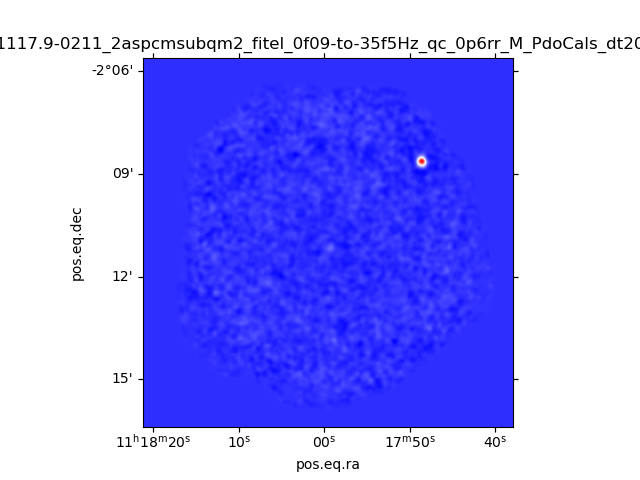 1117.9-0211_2aspcmsubqm2_fitel_0f09-to-35f5Hz_qc_0p6rr_M_PdoCals_dt20
-2°06'
09'
12'
15'
pos.eq.dec
11h18m20s 10s 00s 17m50s 40s
pos.eq.ra